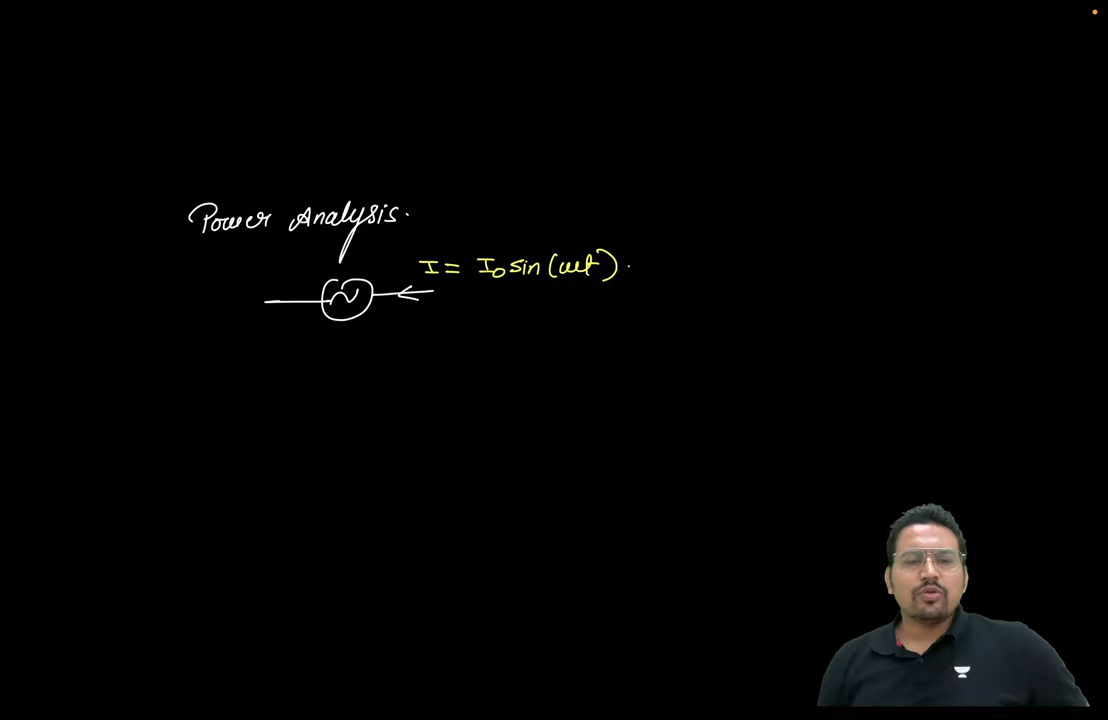 Power Analysis.
I = I₀ sin(ωt).